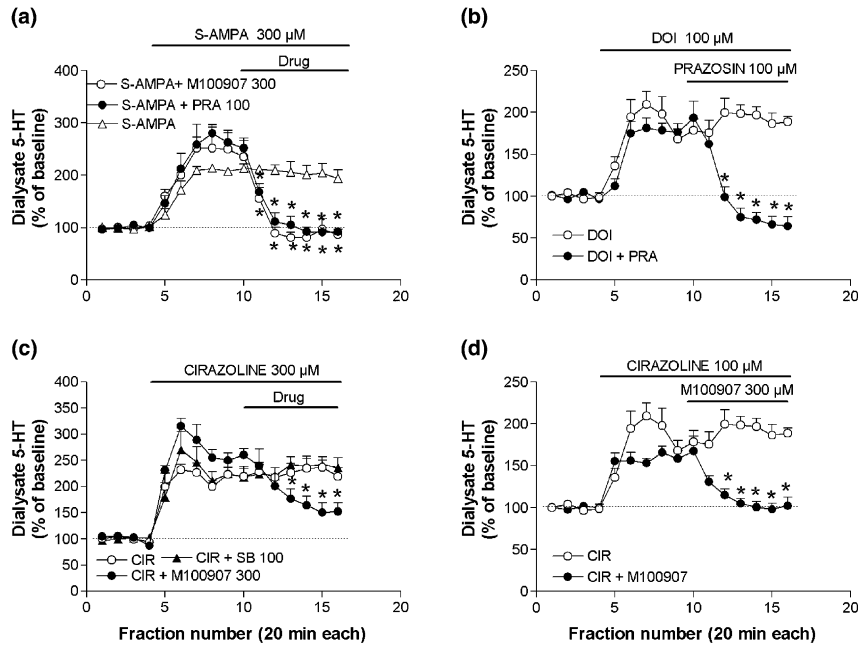 (a)
S-AMPA 300 µM
Drug
S-AMPA+ M100907 300
S-AMPA + PRA 100
S-AMPA
Dialysate 5-HT
(% of baseline)
400
300
200
100
0
0 5 10 15 20
* * * * * *
* * * * * *
(b)
DOI 100 µM
PRAZOSIN 100 µM
Dialysate 5-HT
(% of baseline)
250
200
150
100
50
0
0 5 10 15 20
* * * * *
DOI
DOI + PRA
(c)
CIRAZOLINE 300 µM
Drug
Dialysate 5-HT
(% of baseline)
400
350
300
250
200
150
100
50
0
0 5 10 15 20
* * * *
CIR CIR + SB 100
CIR + M100907 300
Fraction number (20 min each)
(d)
CIRAZOLINE 100 µM
M100907 300 µM
Dialysate 5-HT
(% of baseline)
250
200
150
100
50
0
0 5 10 15 20
* * * * *
CIR
CIR + M100907
Fraction number (20 min each)